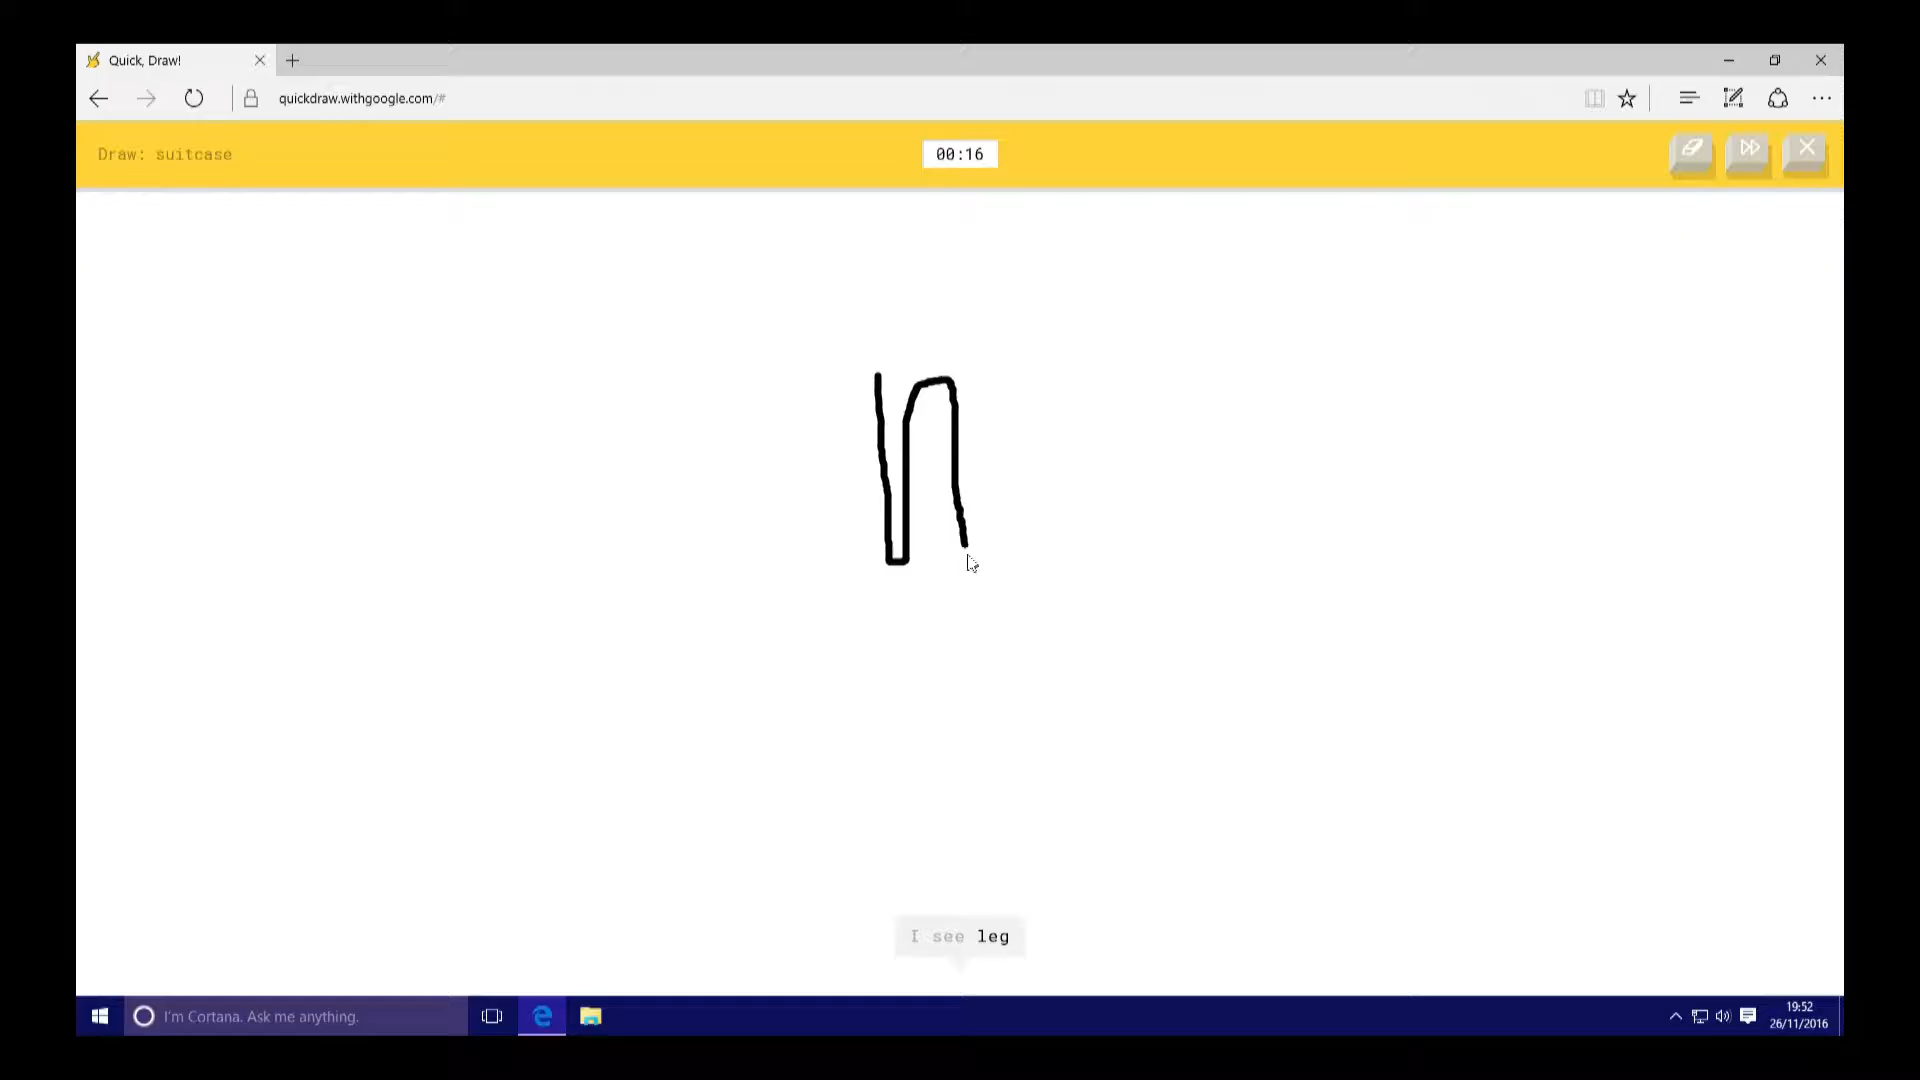 Quick, Draw!
quickdraw.withgoogle.com/#
Draw: suitcase
00:16
I see leg
I'm Cortana. Ask me anything.
19:52
26/11/2016